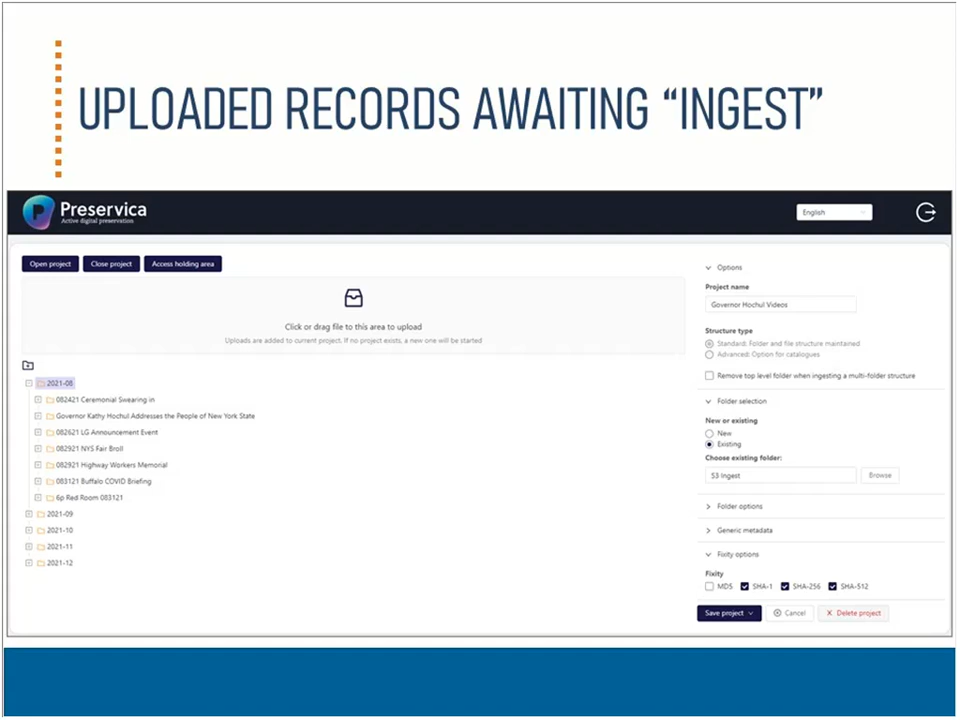 UPLOADED RECORDS AWAITING “INGEST”
Preservica
Active digital preservation
English
Open project
Close project
Access holding area
Click or drag file to this area to upload
Uploads are added to current project. If no project exists, a new one will be started
2021-08
082421 Ceremonial Swearing in
Governor Kathy Hochul Addresses the People of New York State
082621 LG Announcement Event
082921 NYS Fair Broll
082921 Highway Workers Memorial
083121 Buffalo COVID Briefing
6p Red Room 083121
2021-09
2021-10
2021-11
2021-12
Options
Project name
Governor Hochul Videos
Structure type
Standard: Folder and file structure maintained
Advanced: Option for catalogues
Remove top level folder when ingesting a multi-folder structure
Folder selection
New or existing
New
Existing
Choose existing folder:
S3 Ingest
Browse
Folder options
Generic metadata
Fixity options
Fixity
MD5 SHA-1 SHA-256 SHA-512
Save project
Cancel
Delete project